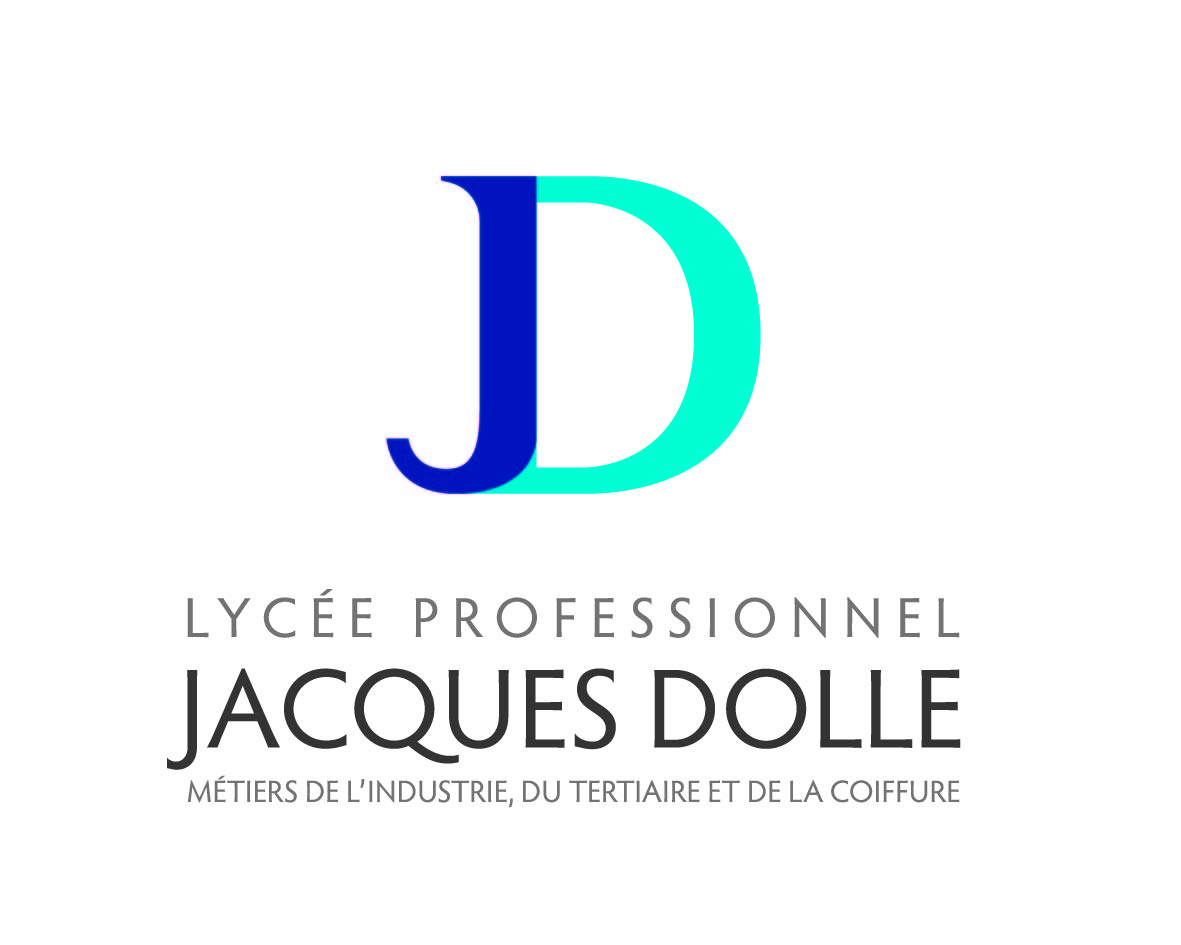 JD
LYCÉE PROFESSIONNEL
JACQUES DOLLE
MÉTIERS DE L'INDUSTRIE, DU TERTIAIRE ET DE LA COIFFURE